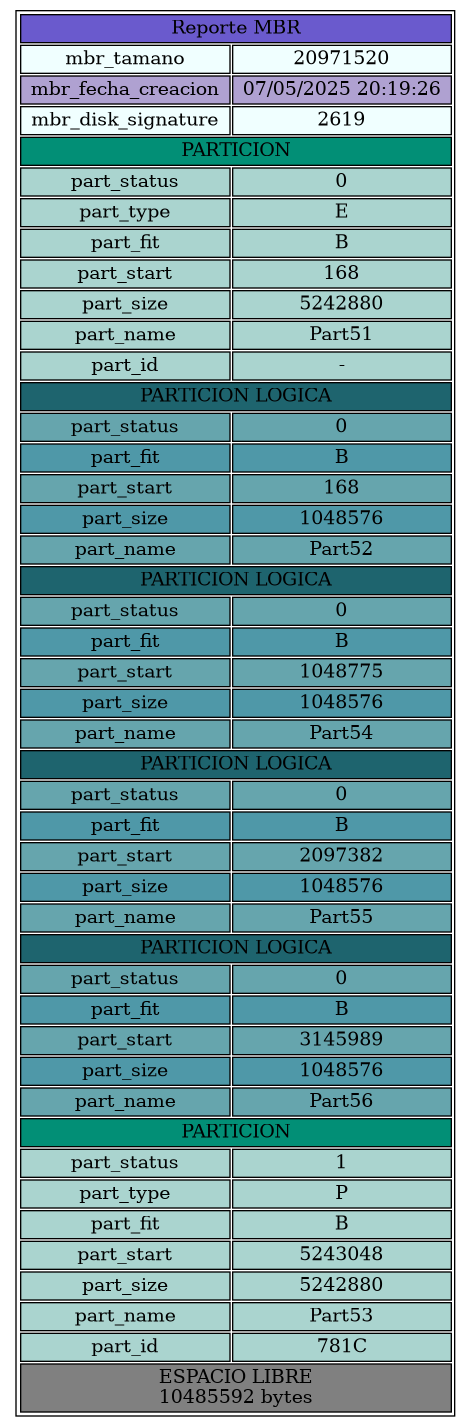 Reporte MBR
mbr_tamano 20971520
mbr_fecha_creacion 07/05/2025 20:19:26
mbr_disk_signature 2619
PARTICION
part_status 0
part_type E
part_fit B
part_start 168
part_size 5242880
part_name Part51
part_id -
PARTICION LOGICA
part_status 0
part_fit B
part_start 168
part_size 1048576
part_name Part52
PARTICION LOGICA
part_status 0
part_fit B
part_start 1048775
part_size 1048576
part_name Part54
PARTICION LOGICA
part_status 0
part_fit B
part_start 2097382
part_size 1048576
part_name Part55
PARTICION LOGICA
part_status 0
part_fit B
part_start 3145989
part_size 1048576
part_name Part56
PARTICION
part_status 1
part_type P
part_fit B
part_start 5243048
part_size 5242880
part_name Part53
part_id 781C
ESPACIO LIBRE
10485592 bytes